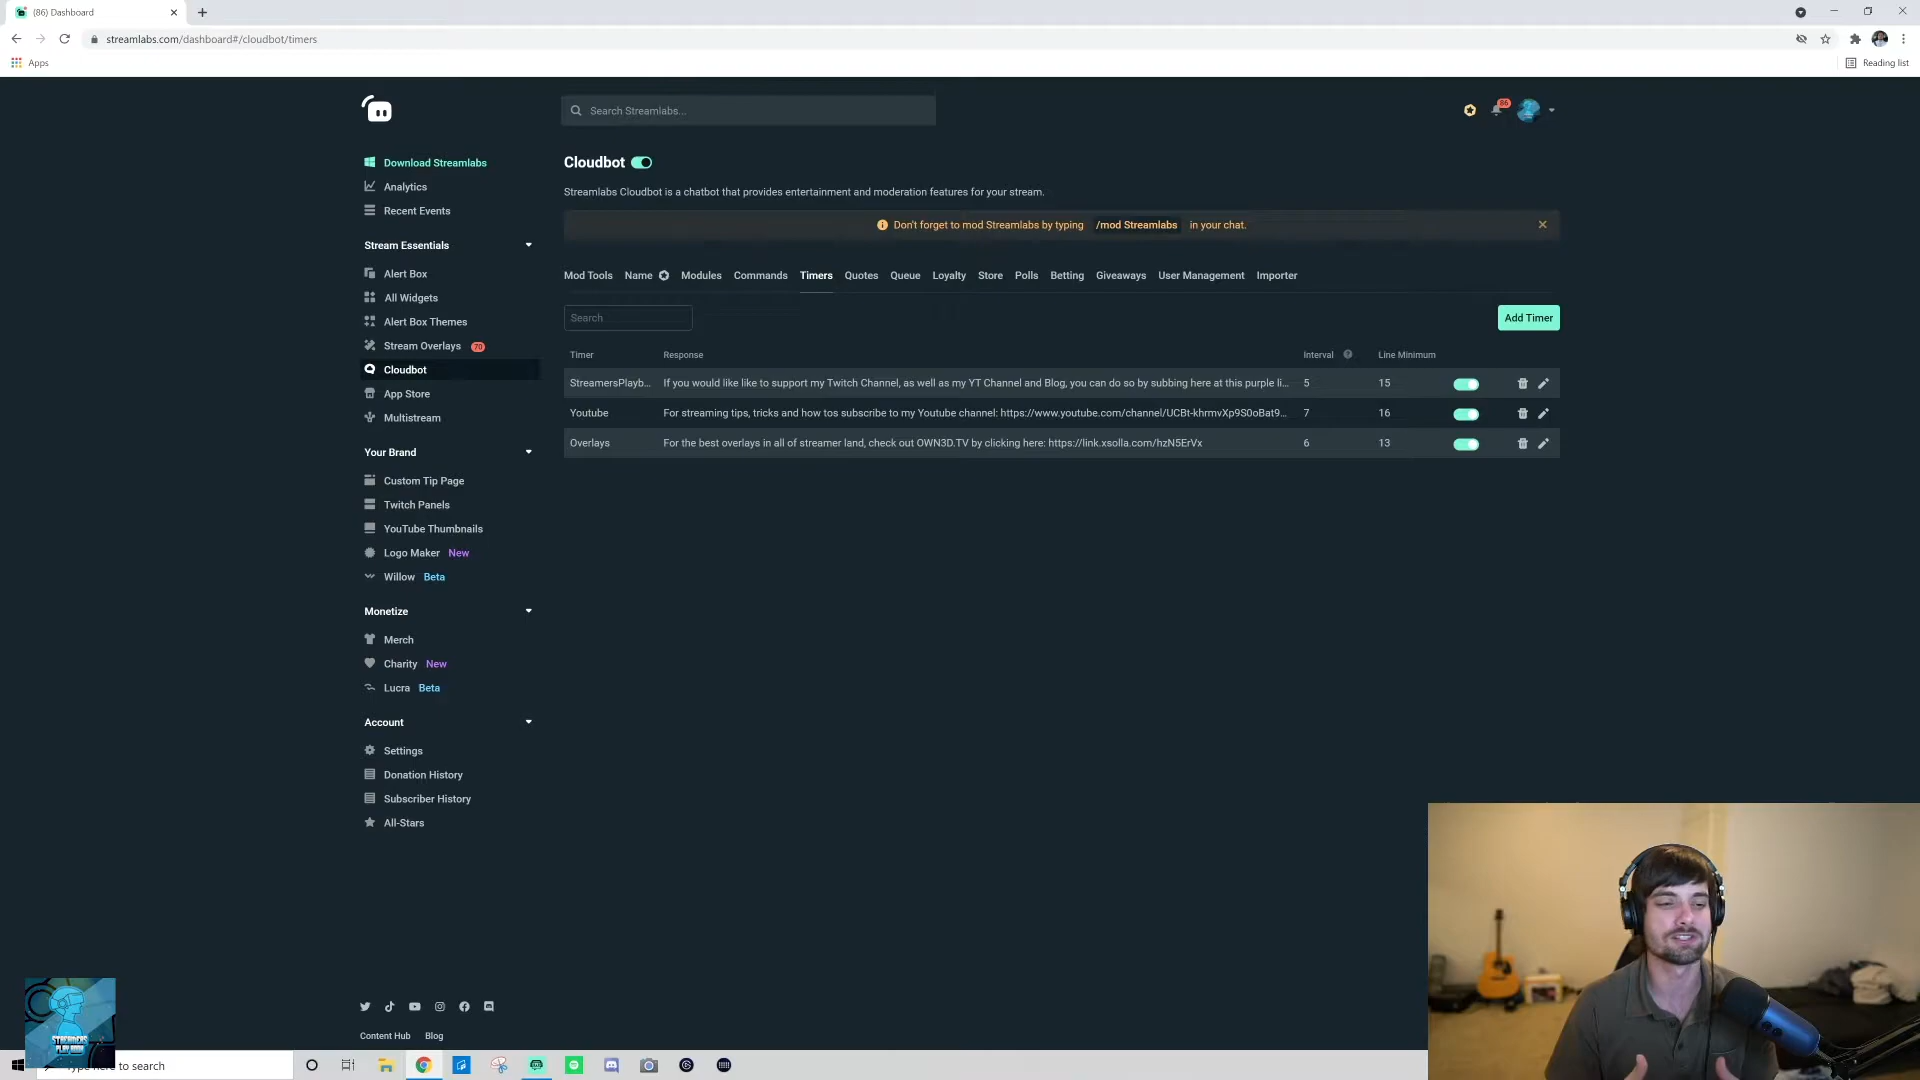 (86) Dashboard
streamlabs.com/dashboard#/cloudbot/timers
Apps
Reading list
Search Streamlabs...
86
Download Streamlabs
Analytics
Recent Events
Stream Essentials
Alert Box
All Widgets
Alert Box Themes
Stream Overlays 70
Cloudbot
App Store
Multistream
Your Brand
Custom Tip Page
Twitch Panels
YouTube Thumbnails
Logo Maker New
Willow Beta
Monetize
Merch
Charity New
Lucra Beta
Account
Settings
Donation History
Subscriber History
All-Stars
Content Hub Blog
Cloudbot
Streamlabs Cloudbot is a chatbot that provides entertainment and moderation features for your stream.
Don't forget to mod Streamlabs by typing /mod Streamlabs in your chat.
Mod Tools Name Modules Commands Timers Quotes Queue Loyalty Store Polls Betting Giveaways User Management Importer
Search
Add Timer
Timer Response Interval Line Minimum
StreamersPlayb... If you would like like to support my Twitch Channel, as well as my YT Channel and Blog, you can do so by subbing here at this purple li... 5 15
Youtube For streaming tips, tricks and how tos subscribe to my Youtube channel: https://www.youtube.com/channel/UCBt-khrmvXp9S0oBat9... 7 16
Overlays For the best overlays in all of streamer land, check out OWN3D.TV by clicking here: https://link.xsolla.com/hzN5ErVx 6 13
STREAMERS
PLAYBOOK
Type here to search